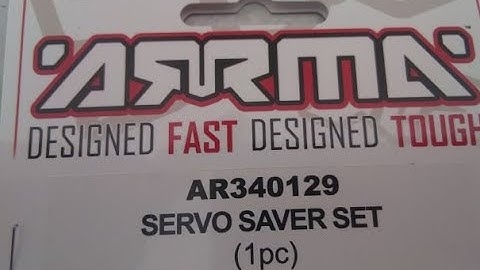 ARRMA
DESIGNED FAST DESIGNED TOUGH
AR340129
SERVO SAVER SET
(1pc)